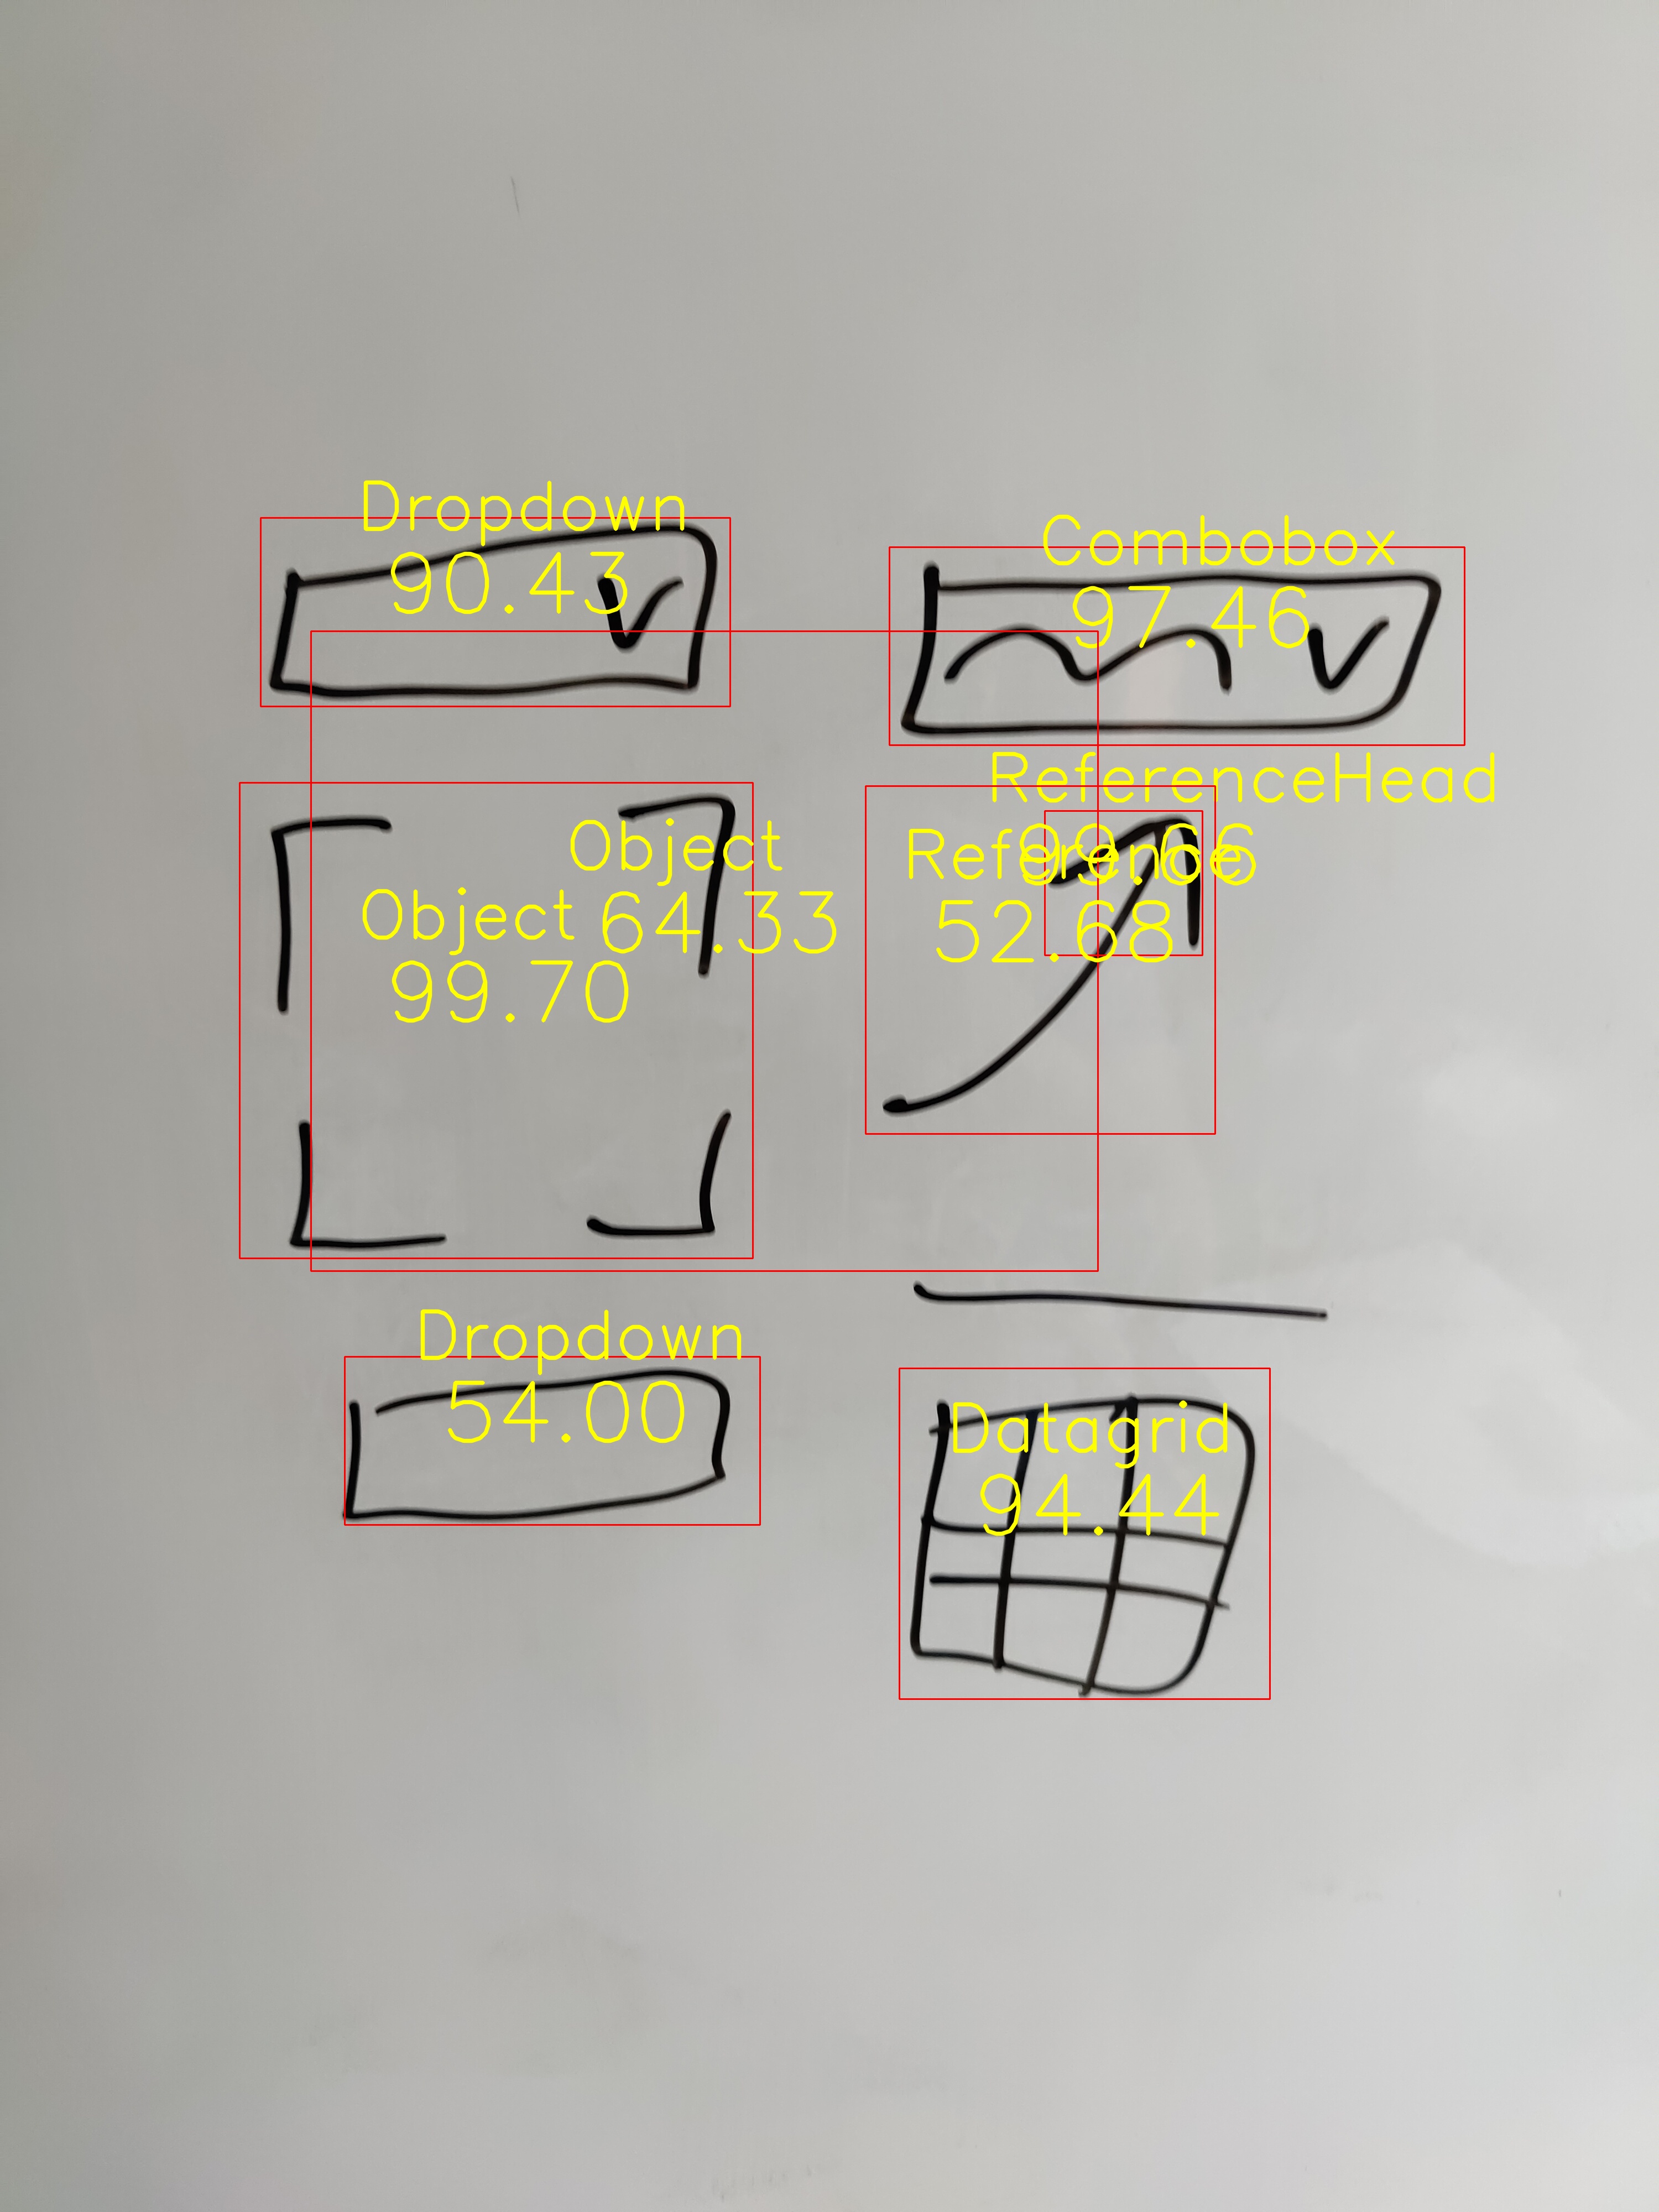 Dropdown
90.43
Combobox
97.46
ReferenceHead
Object
Reference
64.33
Object
52.68
99.70
Dropdown
54.00
Datagrid
94.44